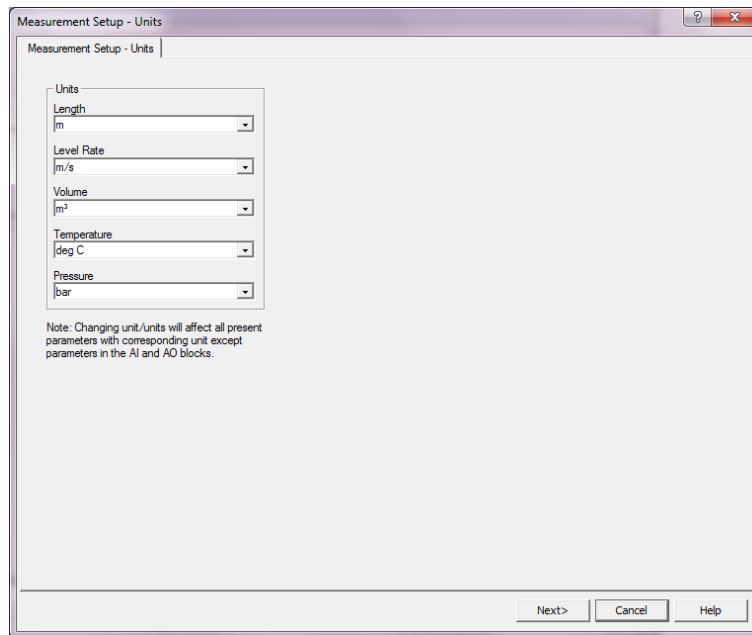 Measurement Setup - Units
?
X
Measurement Setup - Units
Units
Length
m
Level Rate
m/s
Volume
m³
Temperature
deg C
Pressure
bar
Note: Changing unit/units will affect all present
parameters with corresponding unit except
parameters in the AI and AO blocks.
Next>
Cancel
Help